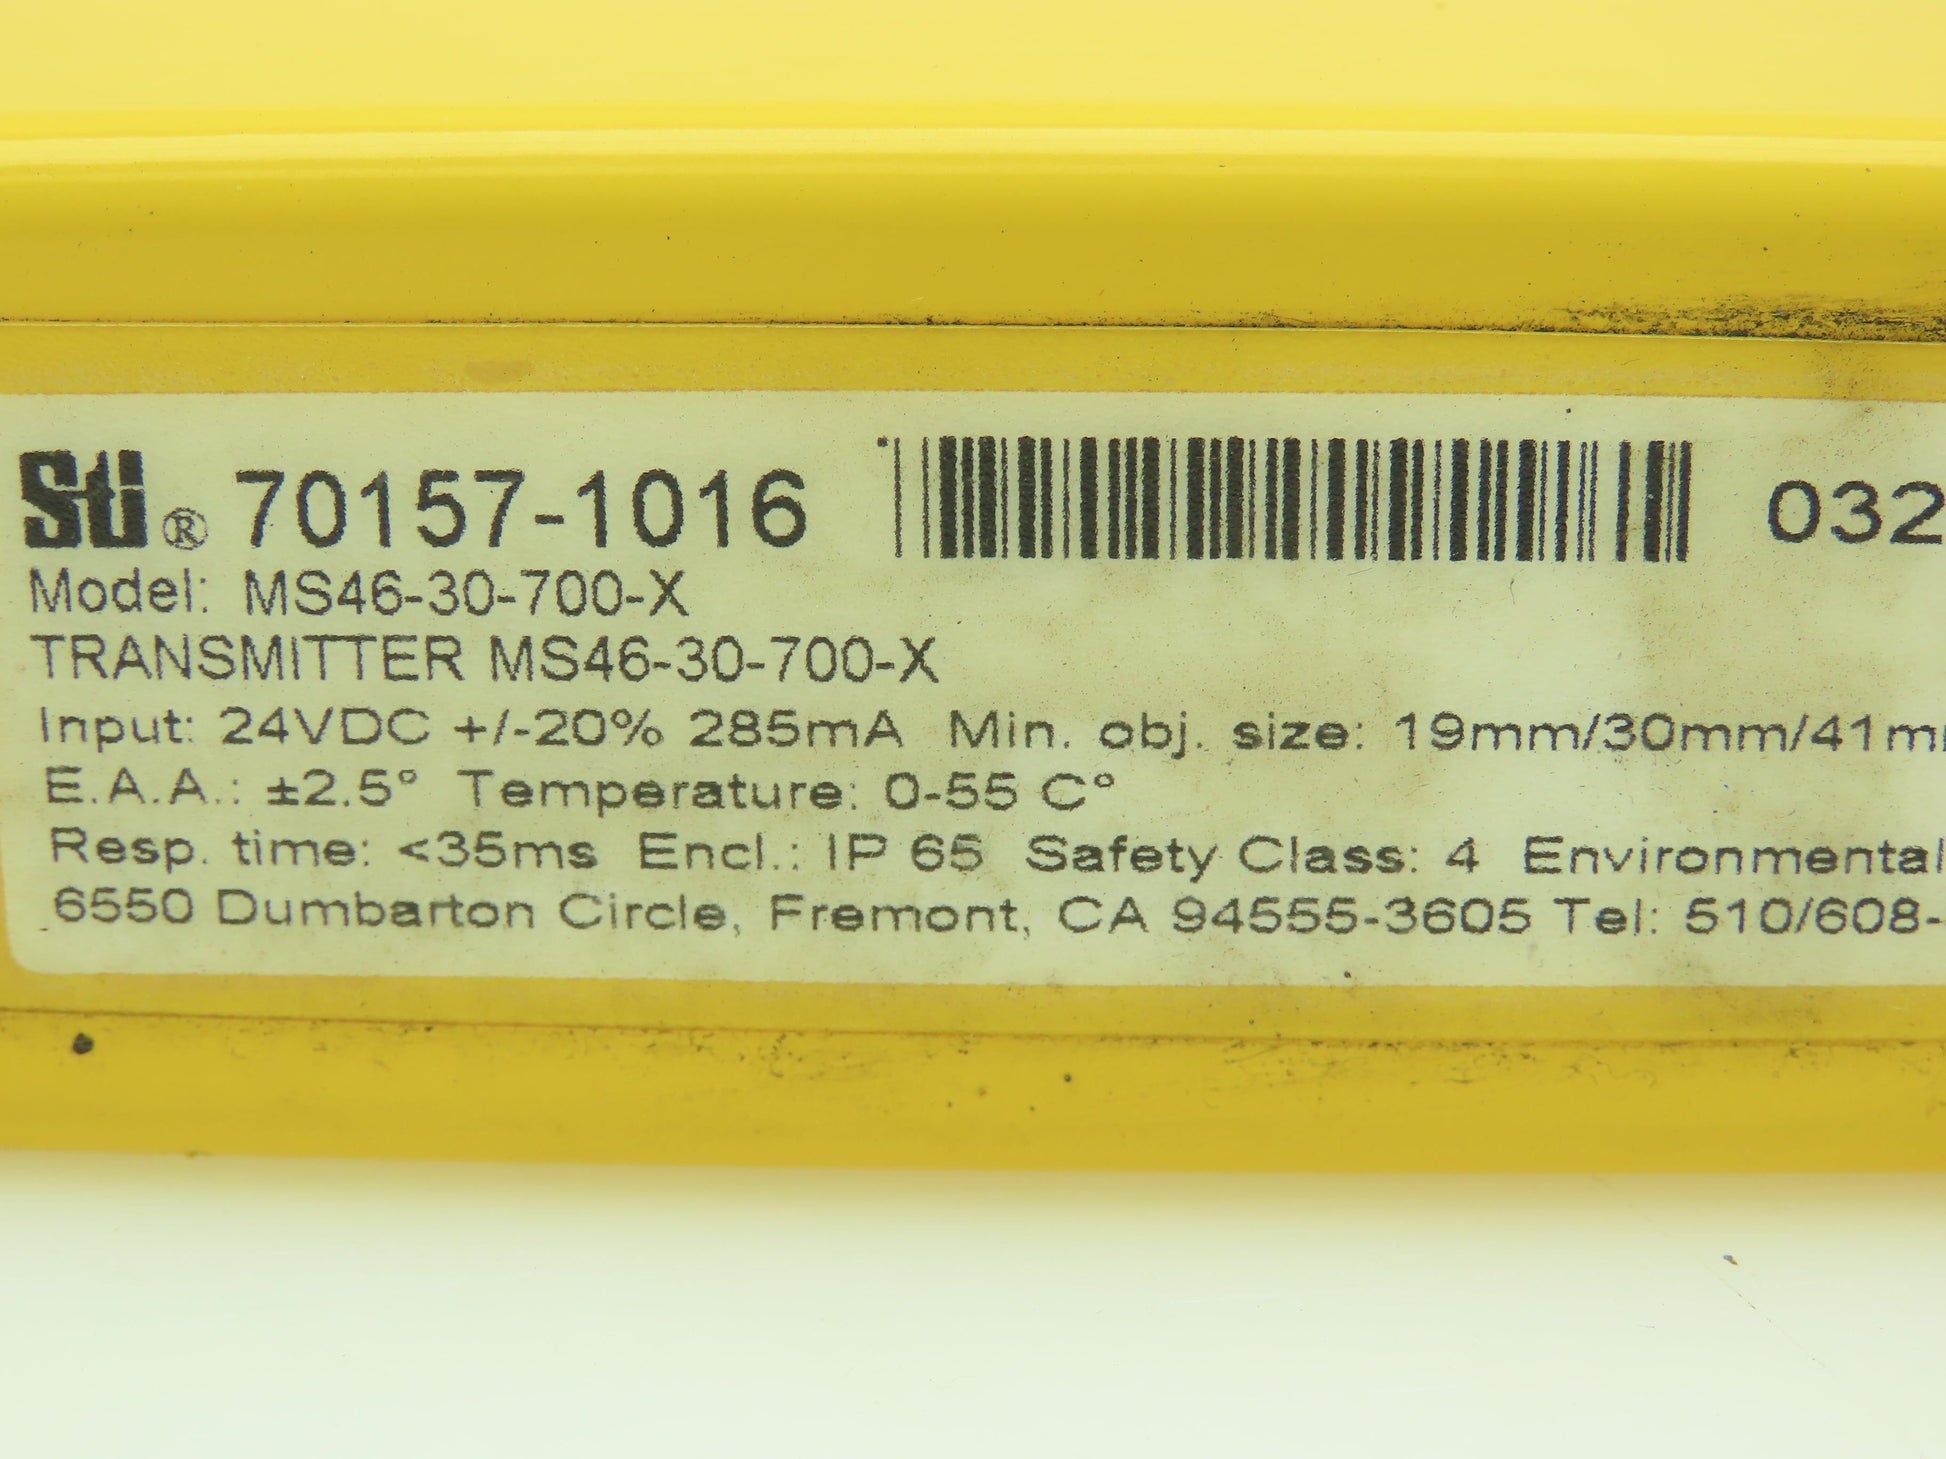 Sti® 70157-1016 032
Model: MS46-30-700-X
TRANSMITTER MS46-30-700-X
Input: 24VDC +/-20% 285mA Min. obj. size: 19mm/30mm/41m
E.A.A.: ±2.5° Temperature: 0-55 C°
Resp. time: <35ms Encl.: IP 65 Safety Class: 4 Environmental
6550 Dumbarton Circle, Fremont, CA 94555-3605 Tel: 510/608-